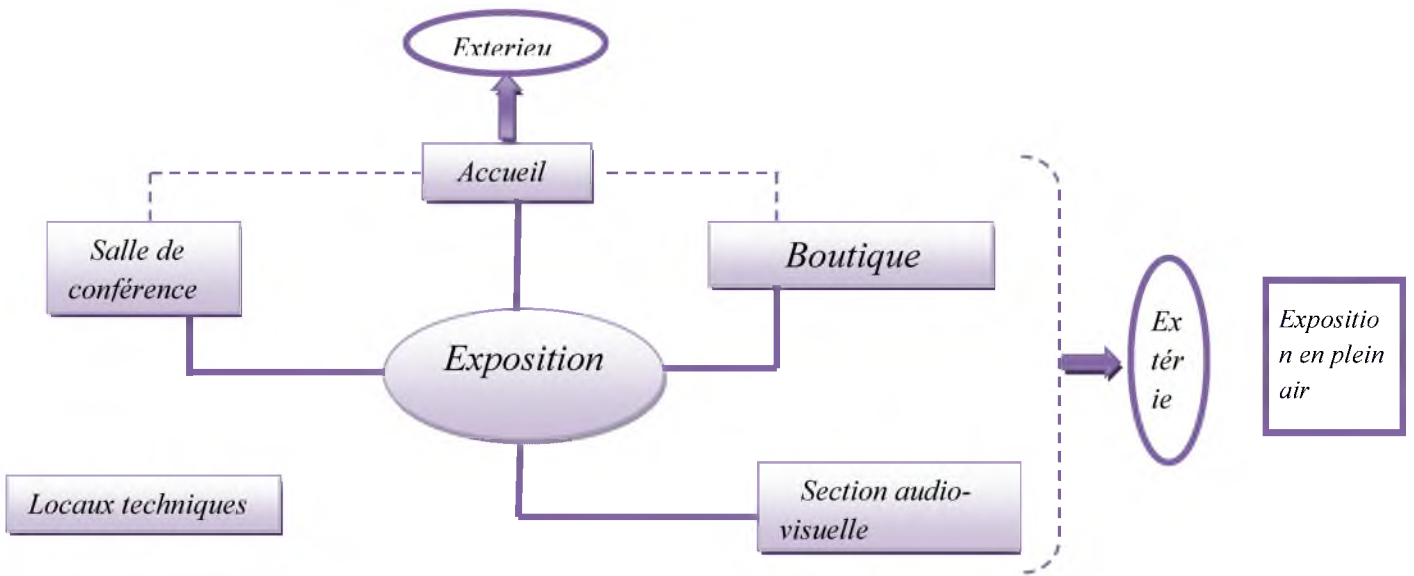 Exterieu
Accueil
Salle de
conférence
Boutique
Exposition
Ex
tér
ie
Expositio
n en plein
air
Locaux techniques
Section audio-
visuelle